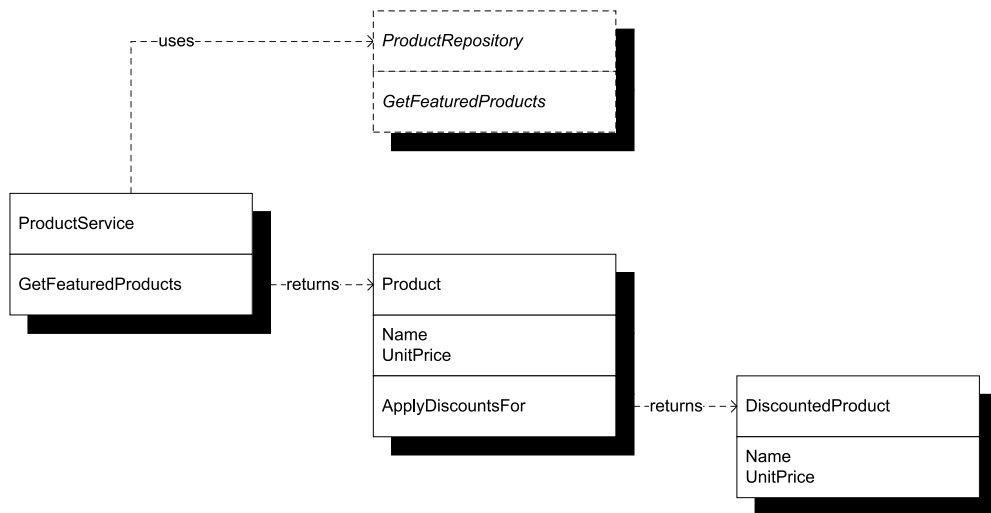 uses
ProductRepository
GetFeaturedProducts
ProductService
GetFeaturedProducts
returns
Product
Name
UnitPrice
ApplyDiscountsFor
returns
DiscountedProduct
Name
UnitPrice